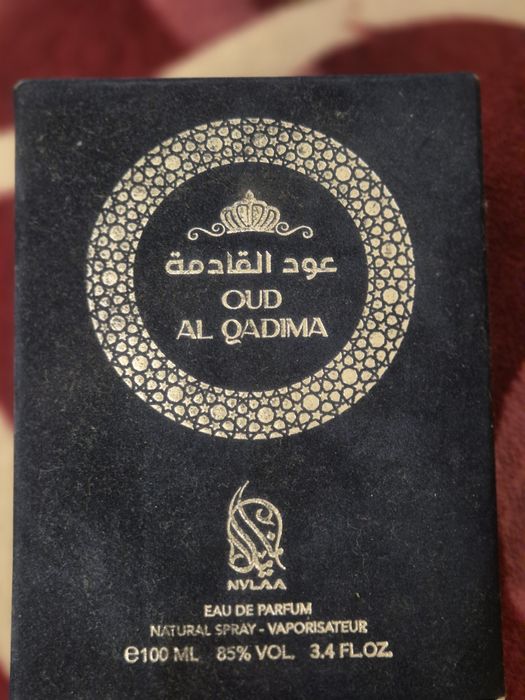 عود القادمة
OUD
AL QADIMA
NYLAA
EAU DE PARFUM
NATURAL SPRAY - VAPORISATEUR
℮100 ML 85% VOL. 3.4 FL.OZ.